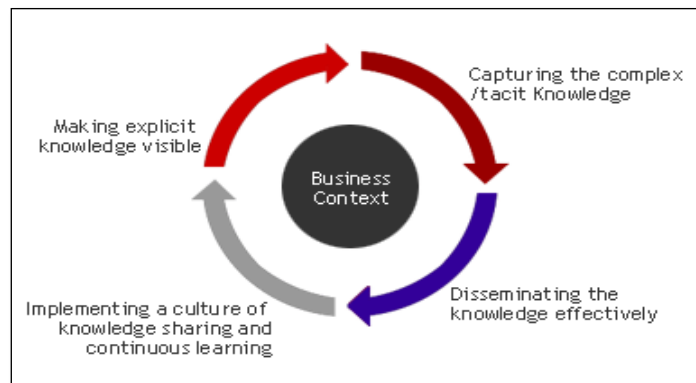 Capturing the complex
/tacit Knowledge
Making explicit
knowledge visible
Business
Context
Disseminating the
knowledge effectively
Implementing a culture of
knowledge sharing and
continuous learning